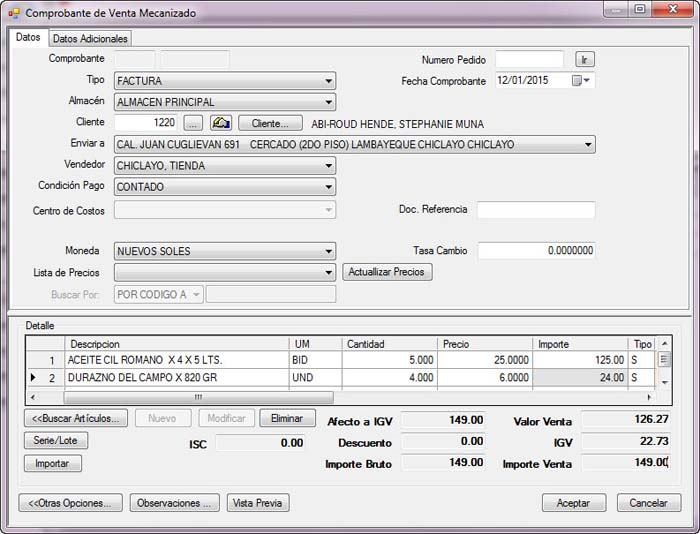 Comprobante de Venta Mecanizado
Datos Datos Adicionales
Comprobante Numero Pedido Ir
Tipo FACTURA Fecha Comprobante 12/01/2015
Almacén ALMACEN PRINCIPAL
Cliente 1220 ... Cliente... ABI-ROUD HENDE, STEPHANIE MUNA
Enviar a CAL. JUAN CUGLIEVAN 691 CERCADO (2DO PISO) LAMBAYEQUE CHICLAYO CHICLAYO
Vendedor CHICLAYO, TIENDA
Condición Pago CONTADO
Centro de Costos Doc. Referencia
Moneda NUEVOS SOLES Tasa Cambio 0.0000000
Lista de Precios Actuallizar Precios
Buscar Por: POR CODIGO A
Detalle
Descripcion UM Cantidad Precio Importe Tipo
1 ACEITE CIL ROMANO X 4 X 5 LTS. BID 5.000 25.0000 125.00 S
2 DURAZNO DEL CAMPO X 820 GR UND 4.000 6.0000 24.00 S
<<Buscar Artículos... Nuevo Modificar Eliminar Afecto a IGV 149.00 Valor Venta 126.27
Serie/Lote ISC 0.00 Descuento 0.00 IGV 22.73
Importar Importe Bruto 149.00 Importe Venta 149.00
<<Otras Opciones... Observaciones ... Vista Previa Aceptar Cancelar